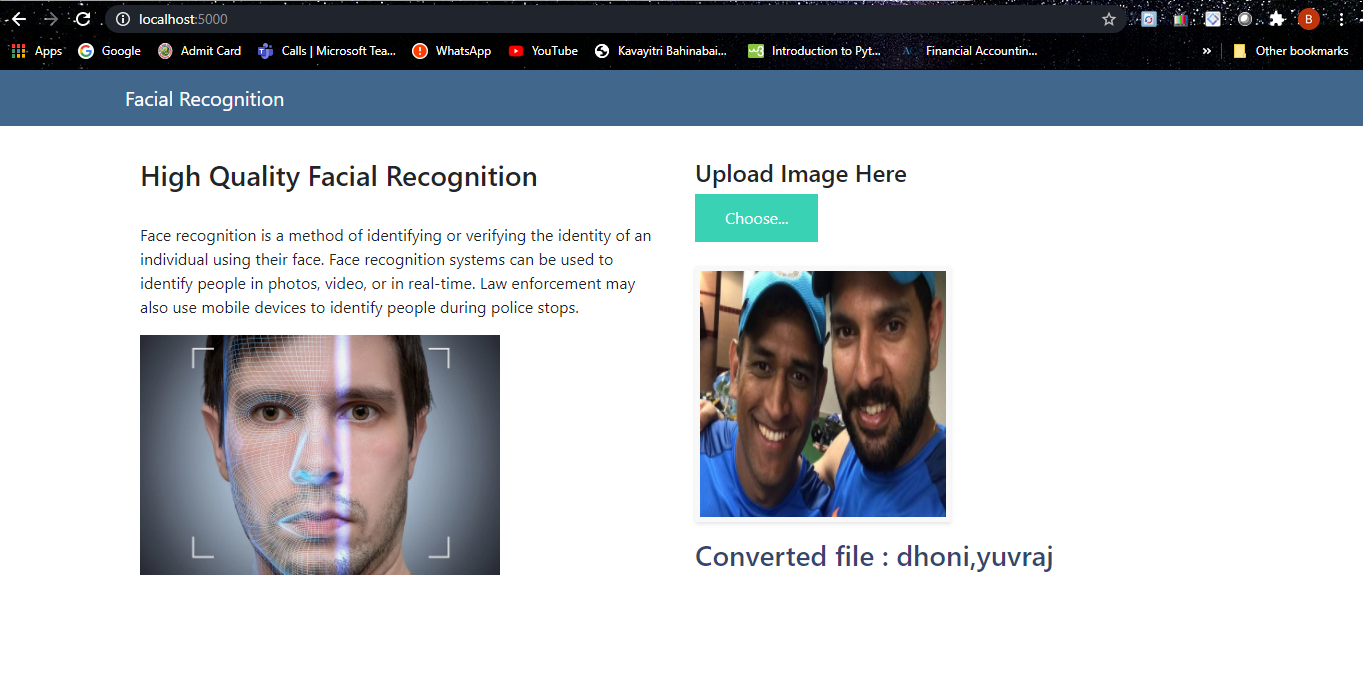 localhost:5000
B
Apps
Google
Admit Card
Calls | Microsoft Tea...
WhatsApp
YouTube
Kavayitri Bahinabai...
Introduction to Pyt...
Financial Accountin...
»
Other bookmarks
Facial Recognition
High Quality Facial Recognition
Face recognition is a method of identifying or verifying the identity of an
individual using their face. Face recognition systems can be used to
identify people in photos, video, or in real-time. Law enforcement may
also use mobile devices to identify people during police stops.
Upload Image Here
Choose...
Converted file : dhoni,yuvraj